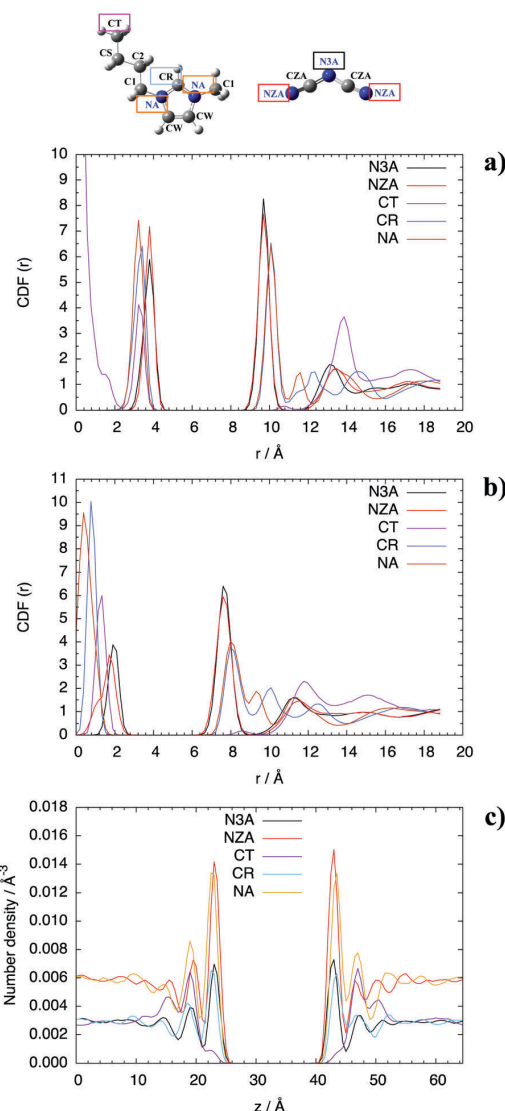 CT
CS
C2
C1
CR
NA
NA
C1
CW
CW
N3A
CZA
CZA
NZA
NZA
a)
CDF (r)
10
9
8
7
6
5
4
3
2
1
0
N3A
NZA
CT
CR
NA
0 2 4 6 8 10 12 14 16 18 20
r / Å
b)
CDF (r)
11
10
9
8
7
6
5
4
3
2
1
0
N3A
NZA
CT
CR
NA
0 2 4 6 8 10 12 14 16 18 20
r / Å
c)
Number density / Å⁻³
0.018
0.016
0.014
0.012
0.010
0.008
0.006
0.004
0.002
0.000
N3A
NZA
CT
CR
NA
0 10 20 30 40 50 60
z / Å